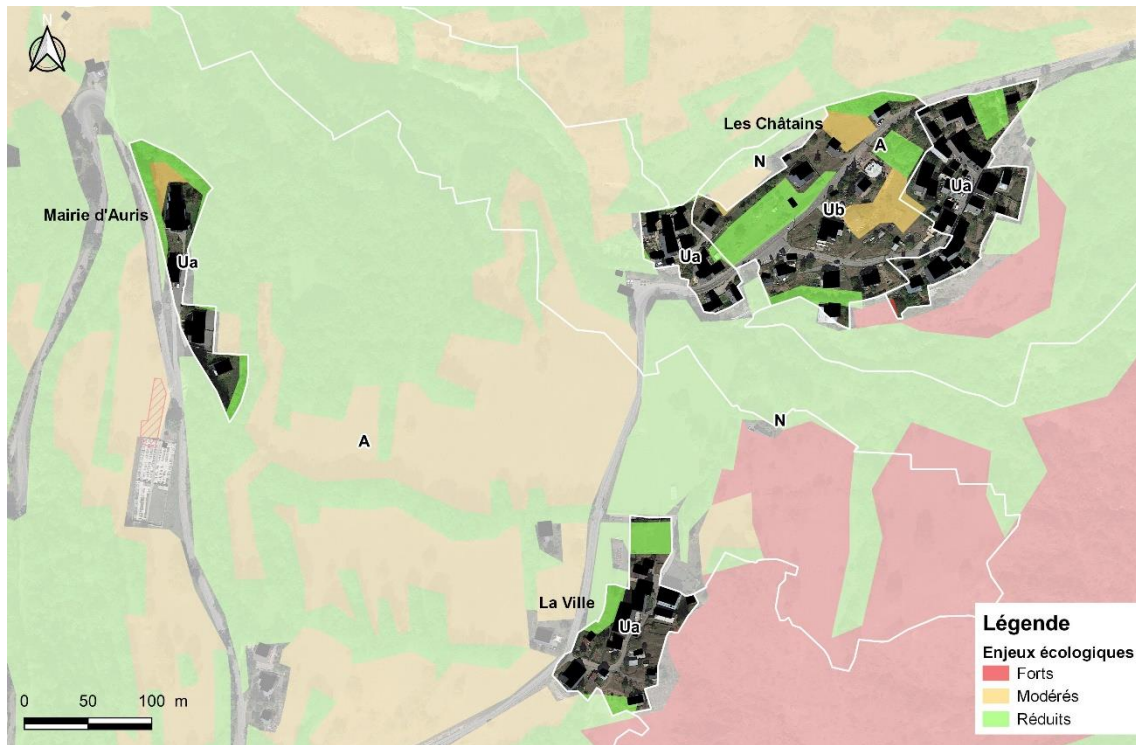 N
Les Châtains
A
N
Ua
Mairie d'Auris
Ub
Ua
Ua
N
A
La Ville
Ua
Légende
Enjeux écologiques
Forts
Modérés
Réduits
0 50 100 m